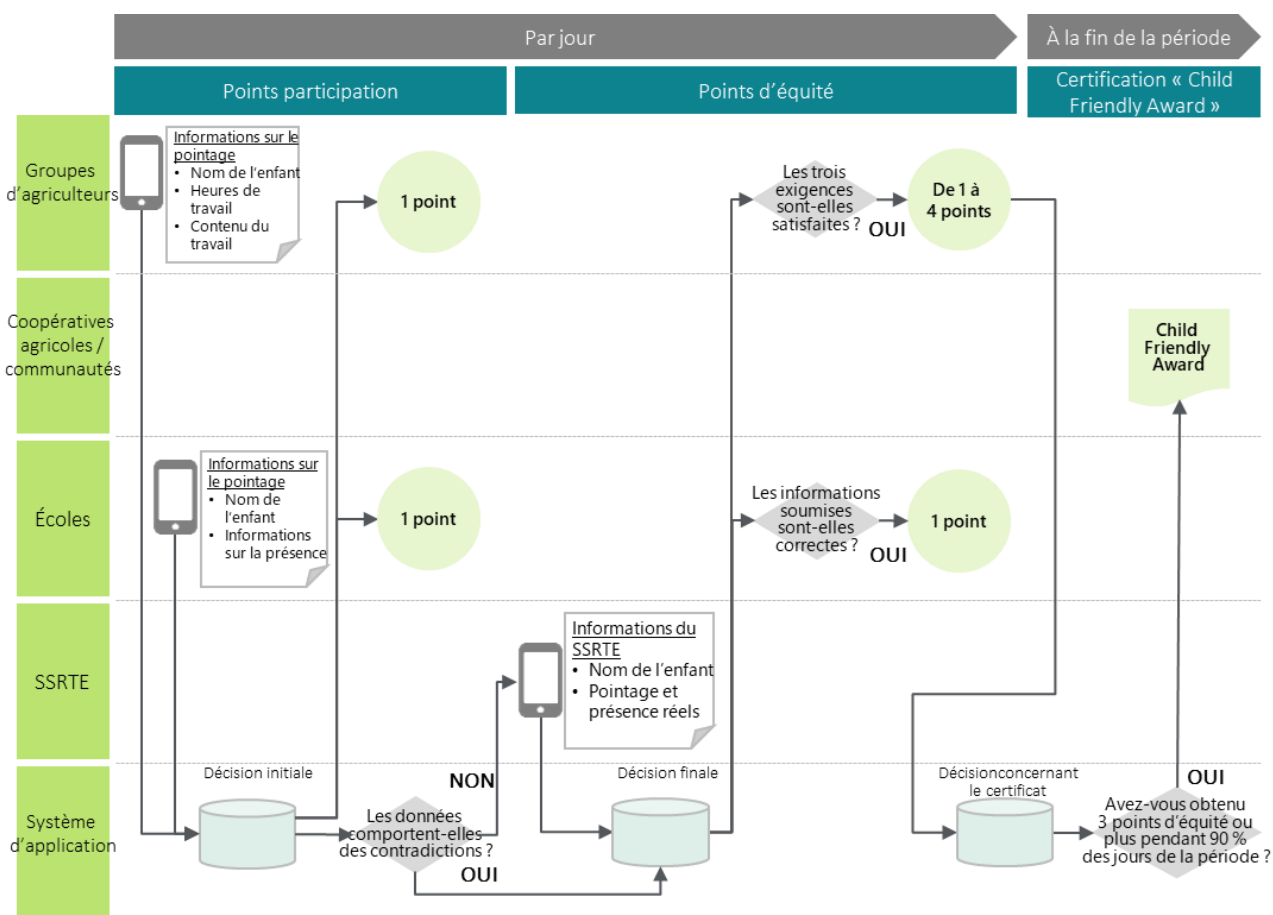 Par jour
À la fin de la période
Points participation
Points d'équité
Certification « Child
Friendly Award »
Groupes
d'agriculteurs
Informations sur le
pointage
• Nom de l'enfant
• Heures de
travail
• Contenu du
travail
1 point
Les trois
exigences
sont-elles
satisfaites ?
OUI
De 1 à
4 points
Coopératives
agricoles /
communautés
Child
Friendly
Award
Écoles
Informations sur
le pointage
• Nom de
l'enfant
• Informations
sur la présence
1 point
Les informations
soumises
sont-elles
correctes ?
OUI
1 point
SSRTE
Informations du
SSRTE
• Nom de l'enfant
• Pointage et
présence réels
Système
d'application
Décision initiale
NON
Les données
comportent-elles
des contradictions ?
OUI
Décision finale
Décisionconcernant
le certificat
OUI
Avez-vous obtenu
3 points d'équité ou
plus pendant 90 %
des jours de la période ?